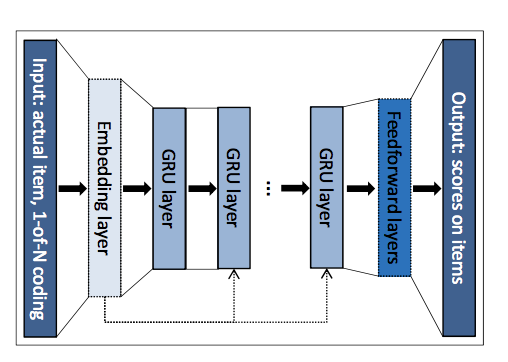 Input: actual item, 1-of-N coding
Embedding layer
GRU layer
GRU layer
...
GRU layer
Feedforward layers
Output: scores on items